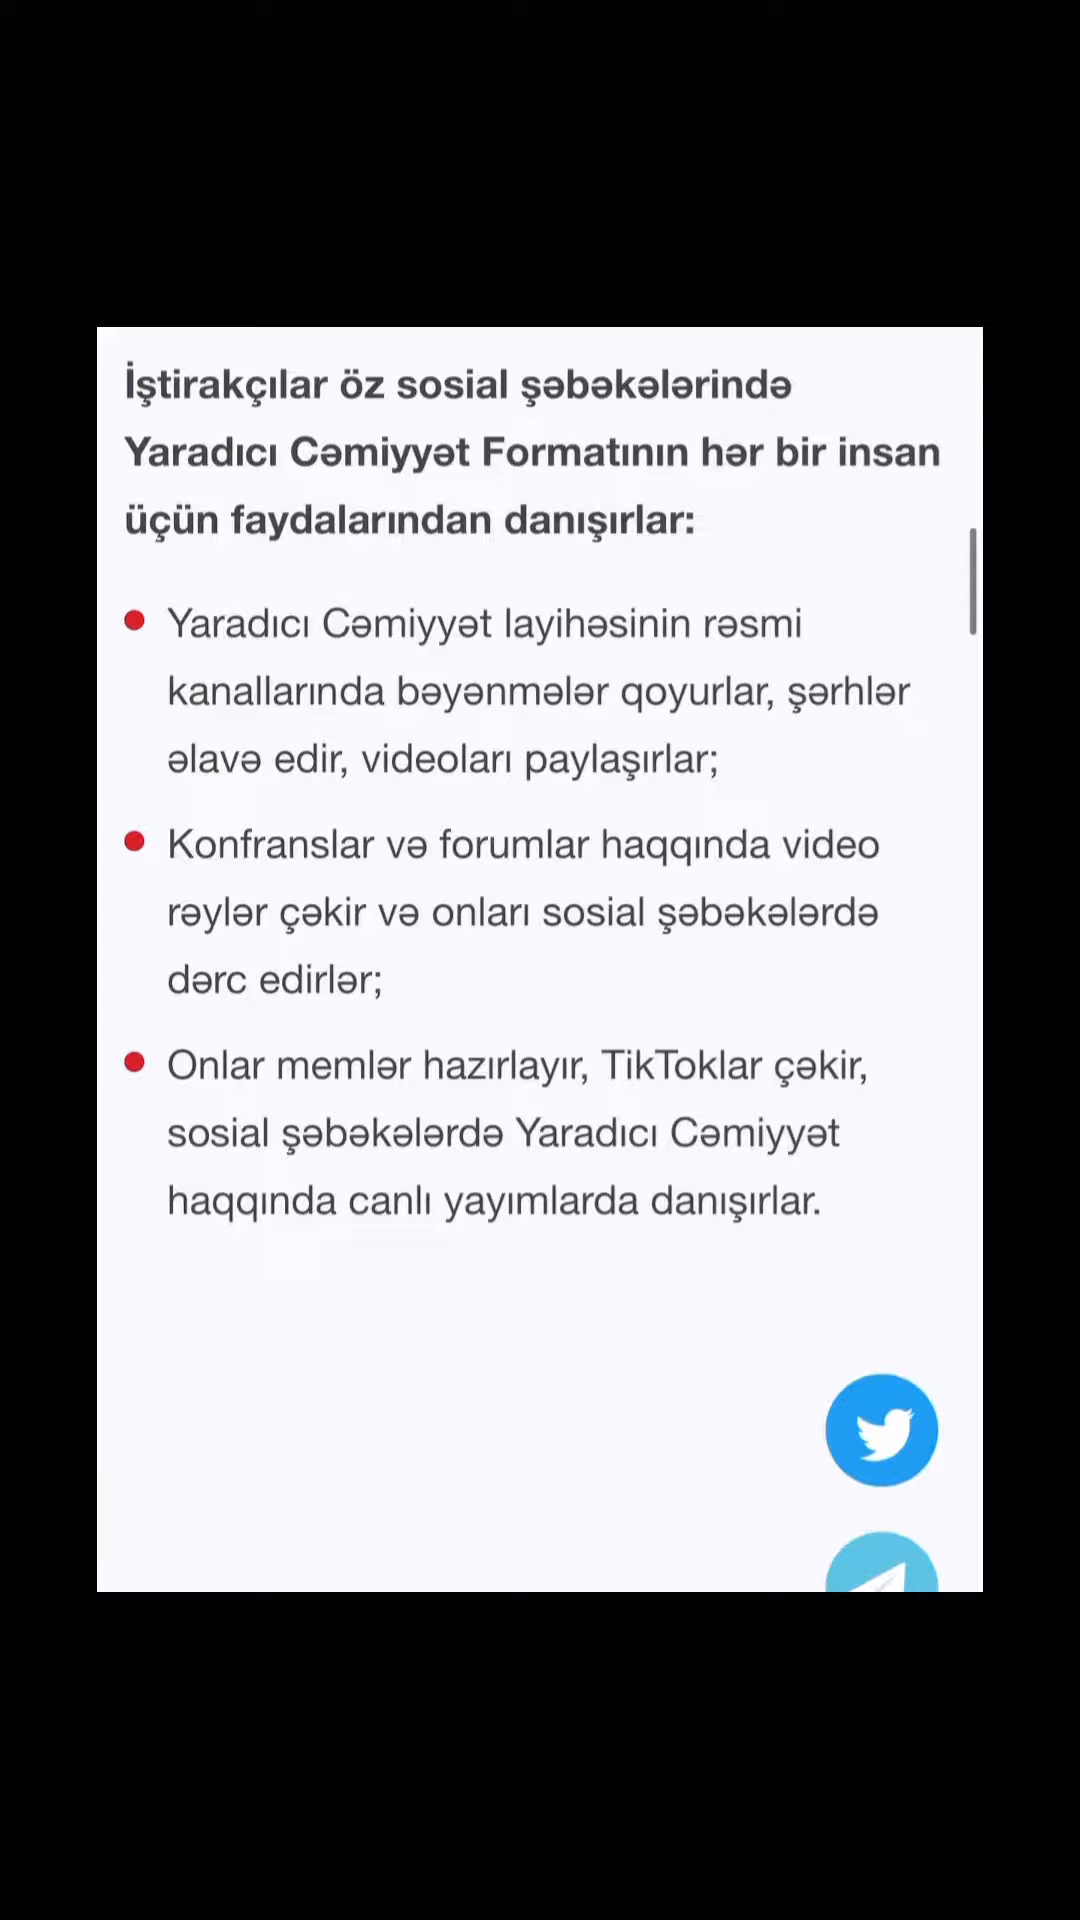 İştirakçılar öz sosial şəbəkələrində
Yaradıcı Cəmiyyət Formatının hər bir insan
üçün faydalarından danışırlar:
Yaradıcı Cəmiyyət layihəsinin rəsmi
kanallarında bəyənmələr qoyurlar, şərhlər
əlavə edir, videoları paylaşırlar;
Konfranslar və forumlar haqqında video
rəylər çəkir və onları sosial şəbəkələrdə
dərc edirlər;
Onlar memlər hazırlayır, TikToklar çəkir,
sosial şəbəkələrdə Yaradıcı Cəmiyyət
haqqında canlı yayımlarda danışırlar.